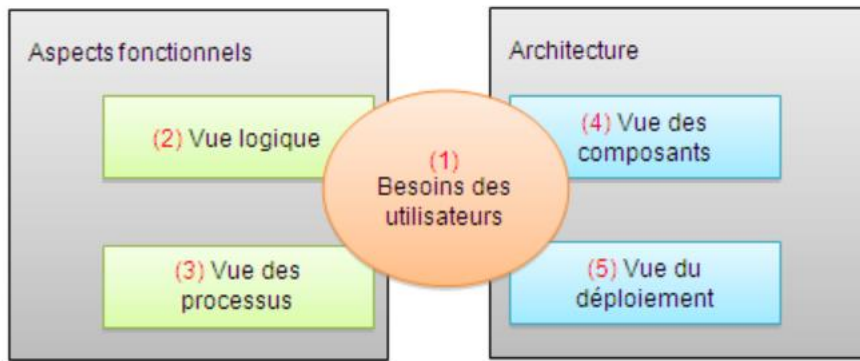 Aspects fonctionnels
(2) Vue logique
(3) Vue des
processus
(1)
Besoins des
utilisateurs
Architecture
(4) Vue des
composants
(5) Vue du
déploiement